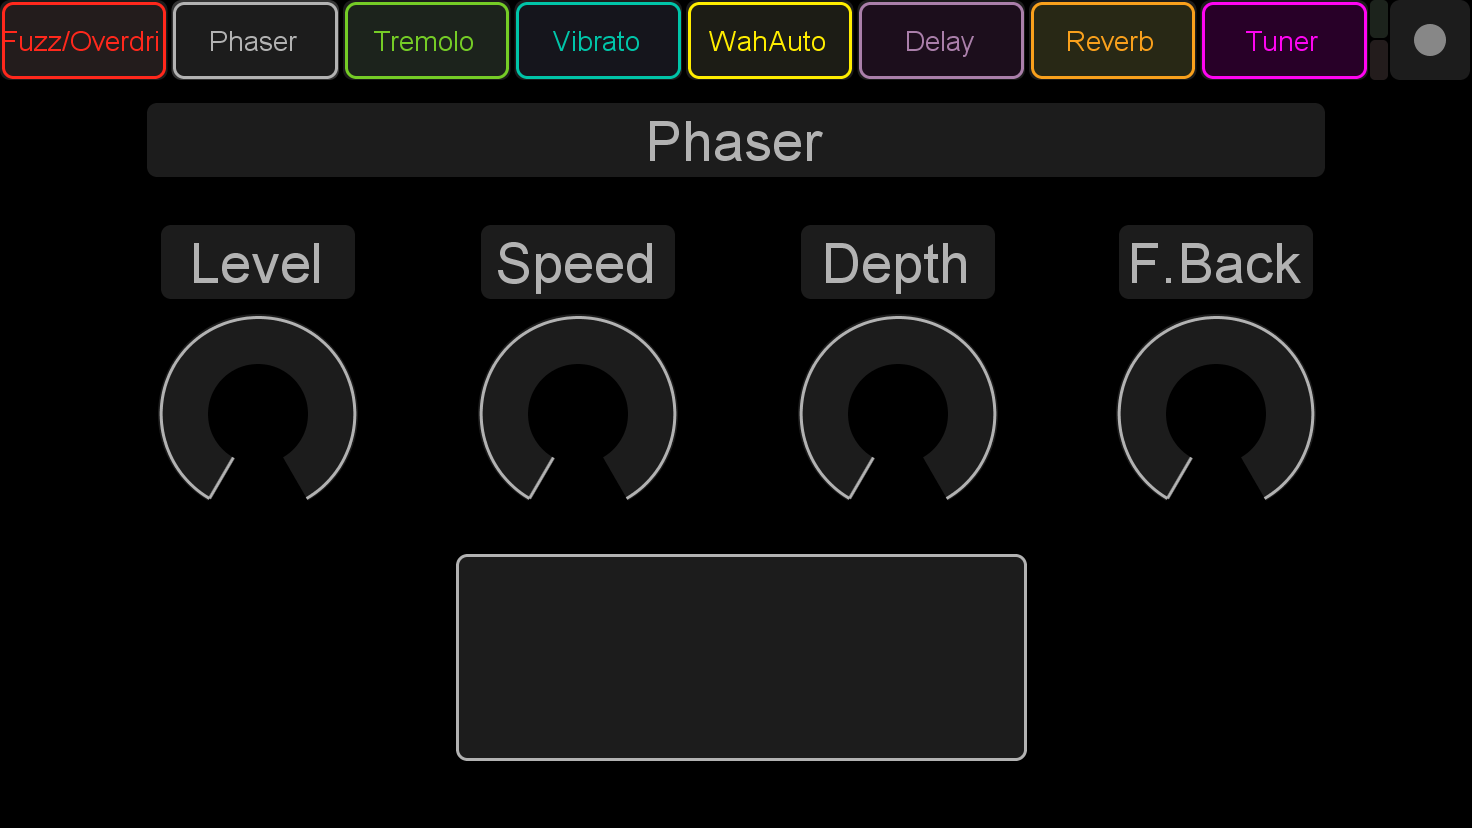 Fuzz/Overdri Phaser Tremolo Vibrato WahAuto Delay Reverb Tuner
Phaser
Level Speed Depth F.Back